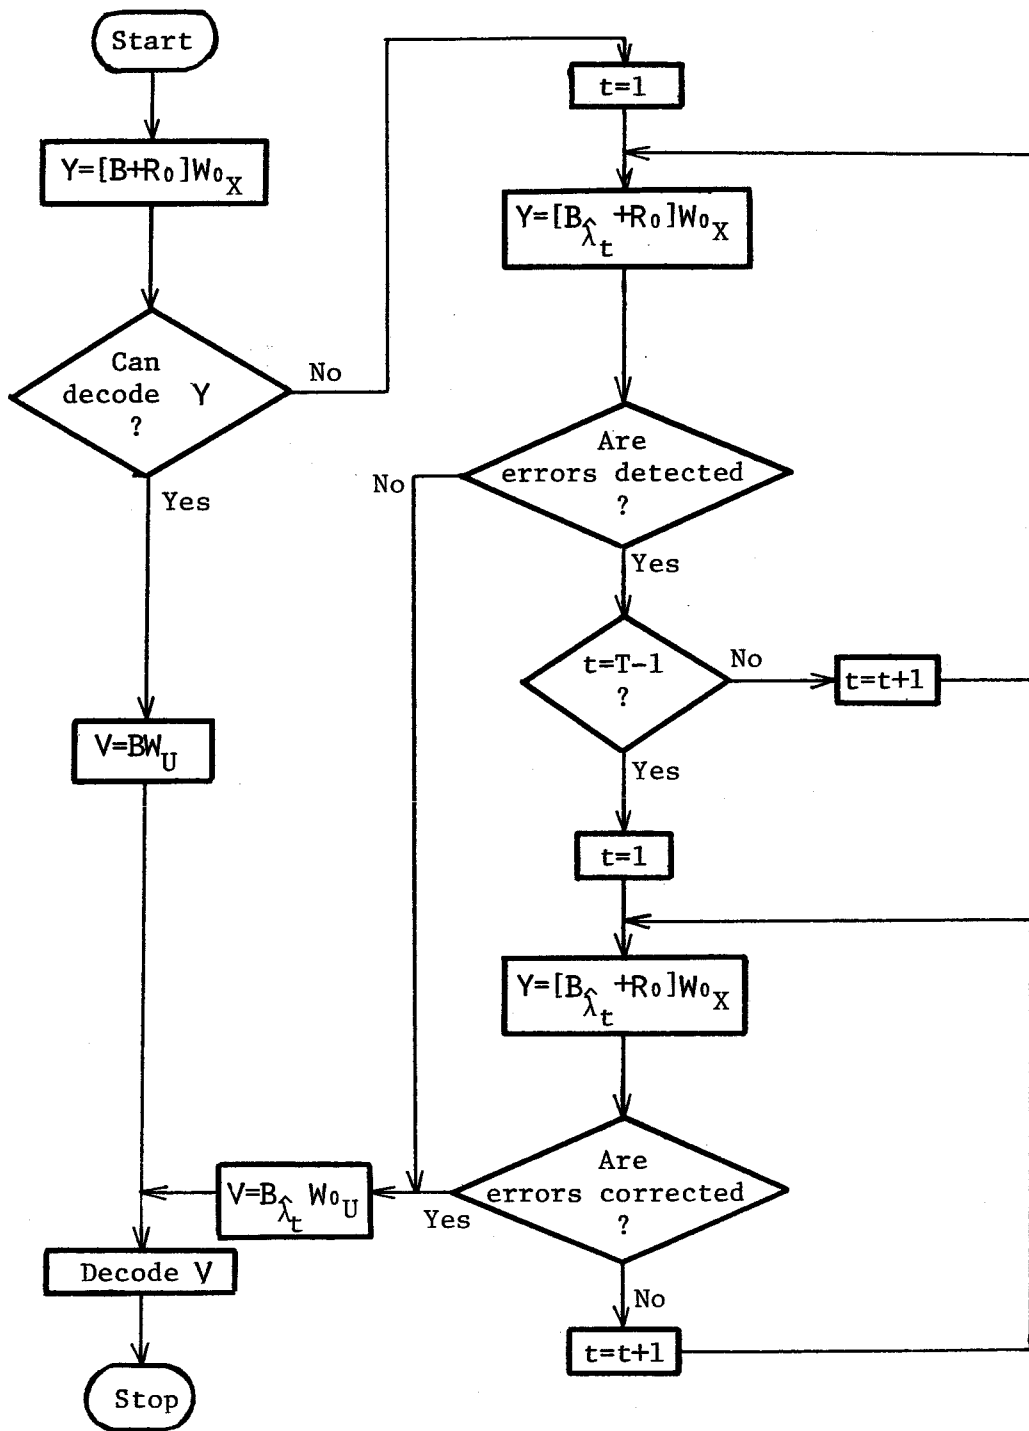 Start
Y=[B+R₀]W₀X
Can
decode Y
?
No
Yes
V=BWU
t=1
Y=[Bλ̂t+R₀]W₀X
Are
errors detected
?
No
Yes
t=T-1
?
No
t=t+1
Yes
t=1
Y=[Bλ̂t+R₀]W₀X
Are
errors corrected
?
Yes
V=Bλ̂tW₀U
No
t=t+1
Decode V
Stop